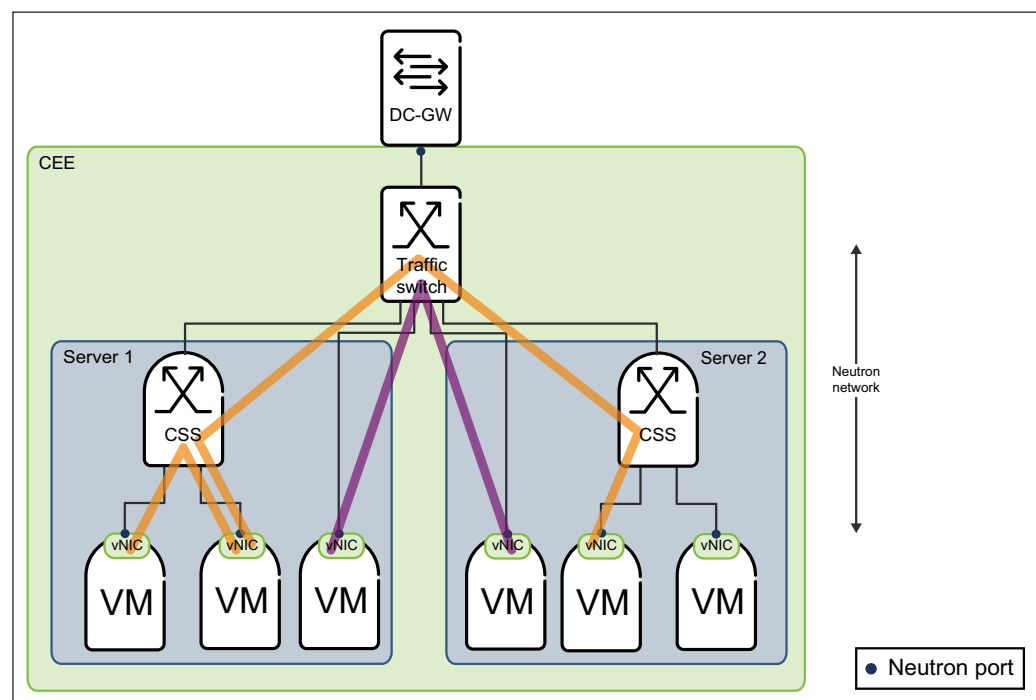 DC-GW
CEE
Traffic
switch
Server 1
Server 2
Neutron
network
CSS
CSS
vNIC
vNIC
vNIC
vNIC
vNIC
vNIC
VM
VM
VM
VM
VM
VM
Neutron port